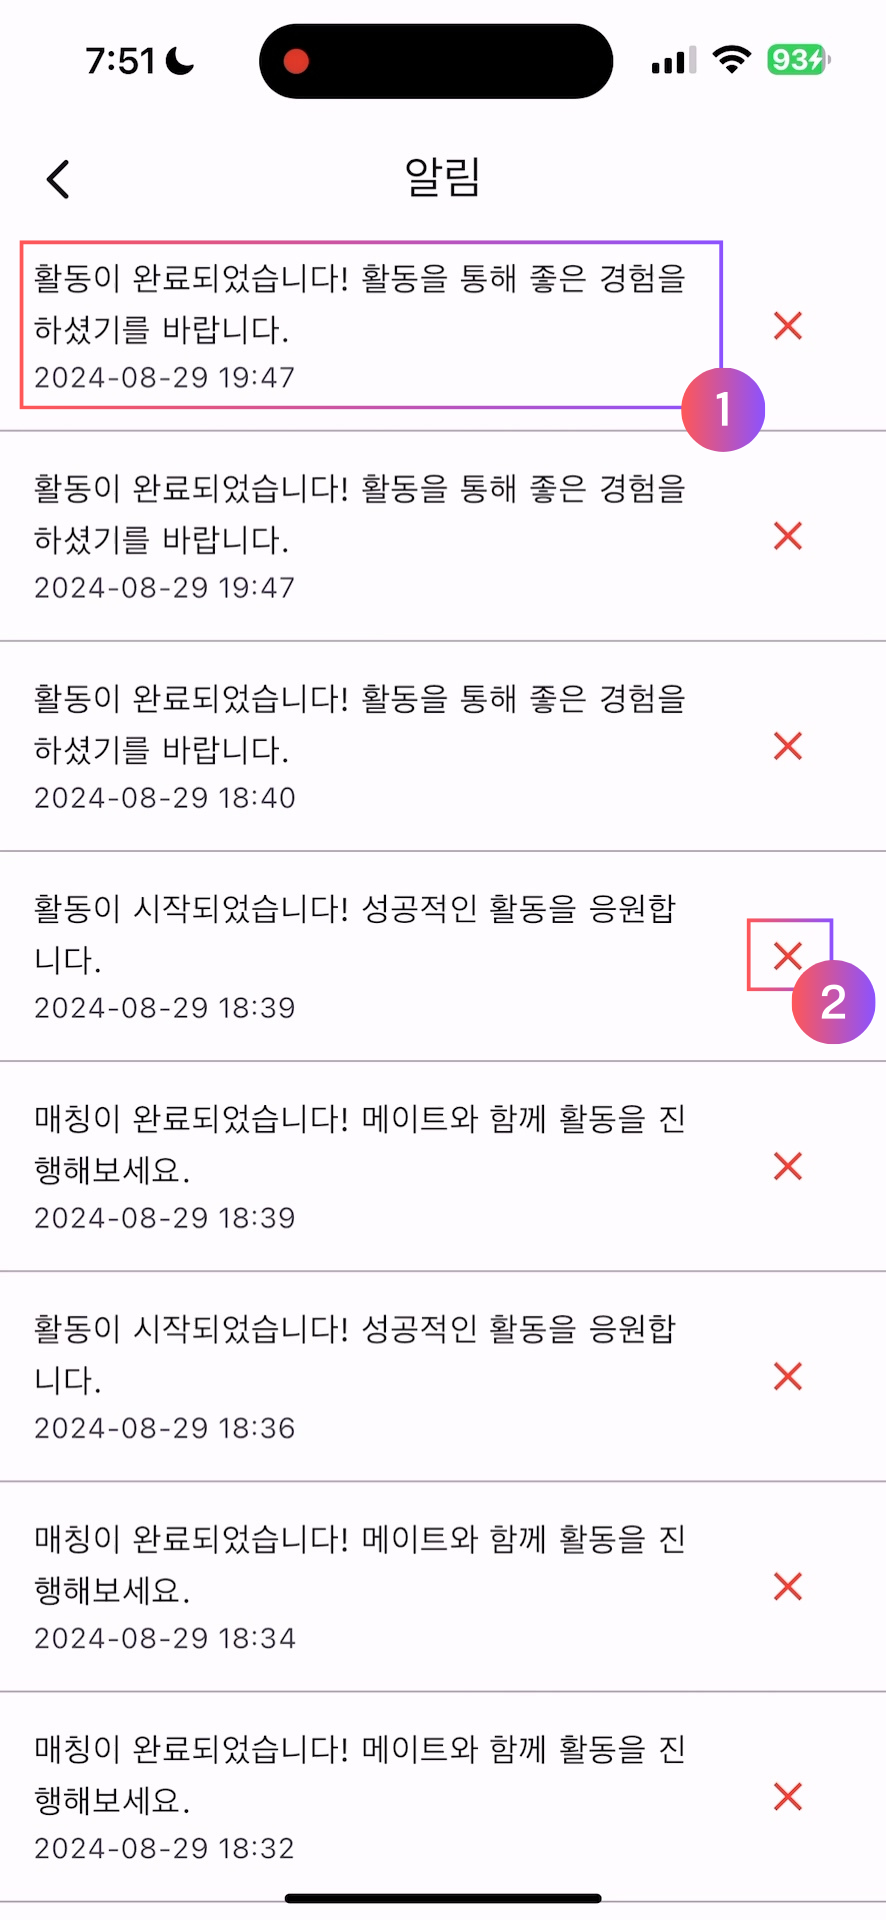 7:51
93
알림
활동이 완료되었습니다! 활동을 통해 좋은 경험을
하셨기를 바랍니다.
2024-08-29 19:47
1
활동이 완료되었습니다! 활동을 통해 좋은 경험을
하셨기를 바랍니다.
2024-08-29 19:47
활동이 완료되었습니다! 활동을 통해 좋은 경험을
하셨기를 바랍니다.
2024-08-29 18:40
활동이 시작되었습니다! 성공적인 활동을 응원합
니다.
2024-08-29 18:39
2
매칭이 완료되었습니다! 메이트와 함께 활동을 진
행해보세요.
2024-08-29 18:39
활동이 시작되었습니다! 성공적인 활동을 응원합
니다.
2024-08-29 18:36
매칭이 완료되었습니다! 메이트와 함께 활동을 진
행해보세요.
2024-08-29 18:34
매칭이 완료되었습니다! 메이트와 함께 활동을 진
행해보세요.
2024-08-29 18:32